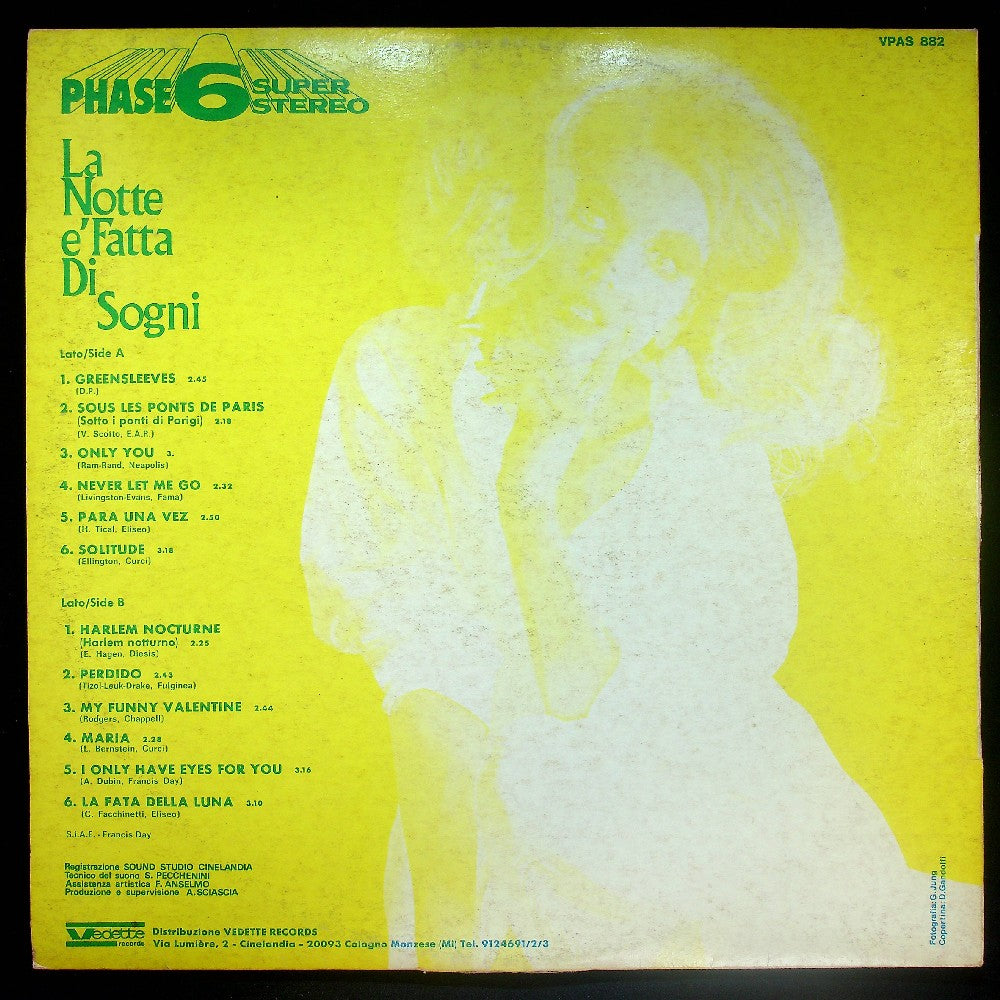 VPAS 882
PHASE 6 SUPER STEREO
La
Notte
e' Fatta
Di
Sogni
Lato/Side A
1. GREENSLEEVES 2.45
(D.P.)
2. SOUS LES PONTS DE PARIS
(Sotto i ponti di Parigi) 2.18
(V. Scotto, E.A.R.)
3. ONLY YOU 3.
(Ram-Rand, Neapolis)
4. NEVER LET ME GO 2.32
(Livingston-Evans, Fama)
5. PARA UNA VEZ 2.50
(H. Tical, Eliseo)
6. SOLITUDE 3.18
(Ellington, Curci)
Lato/Side B
1. HARLEM NOCTURNE
(Harlem notturno) 2.25
(E. Hagen, Diesis)
2. PERDIDO 2.43
(Tizol-Leuk-Drake, Fulginea)
3. MY FUNNY VALENTINE 2.44
(Rodgers, Chappell)
4. MARIA 2.28
(L. Bernstein, Curci)
5. I ONLY HAVE EYES FOR YOU 3.16
(A. Dubin, Francis Day)
6. LA FATA DELLA LUNA 3.10
(C. Facchinetti, Eliseo)
S.I.A.E. - Francis Day
Registrazione SOUND STUDIO CINELANDIA
Tecnico del suono S. PECCHENINI
Assistenza artistica F. ANSELMO
Produzione e supervisione A. SCIASCIA
Vedette records
Distribuzione VEDETTE RECORDS
Via Lumière, 2 - Cinelandia - 20093 Cologno Monzese (MI) Tel. 9124691/2/3
Fotografia: G. Jung
Copertina: D. Gandolfi